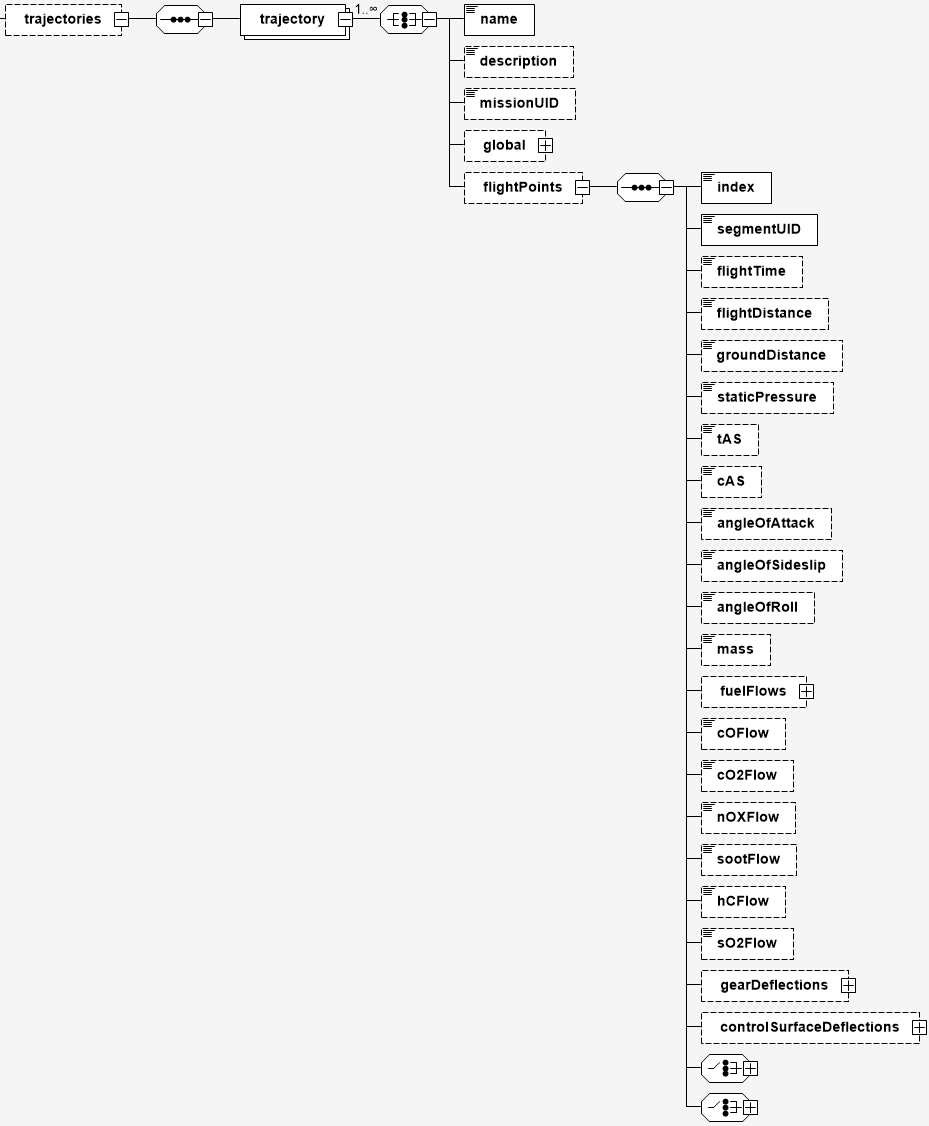 trajectories
trajectory
1..∞
name
description
missionUID
global
flightPoints
index
segmentUID
flightTime
flightDistance
groundDistance
staticPressure
tAS
cAS
angleOfAttack
angleOfSideslip
angleOfRoll
mass
fuelFlows
cOFlow
cO2Flow
nOXFlow
sootFlow
hCFlow
sO2Flow
gearDeflections
controlSurfaceDeflections